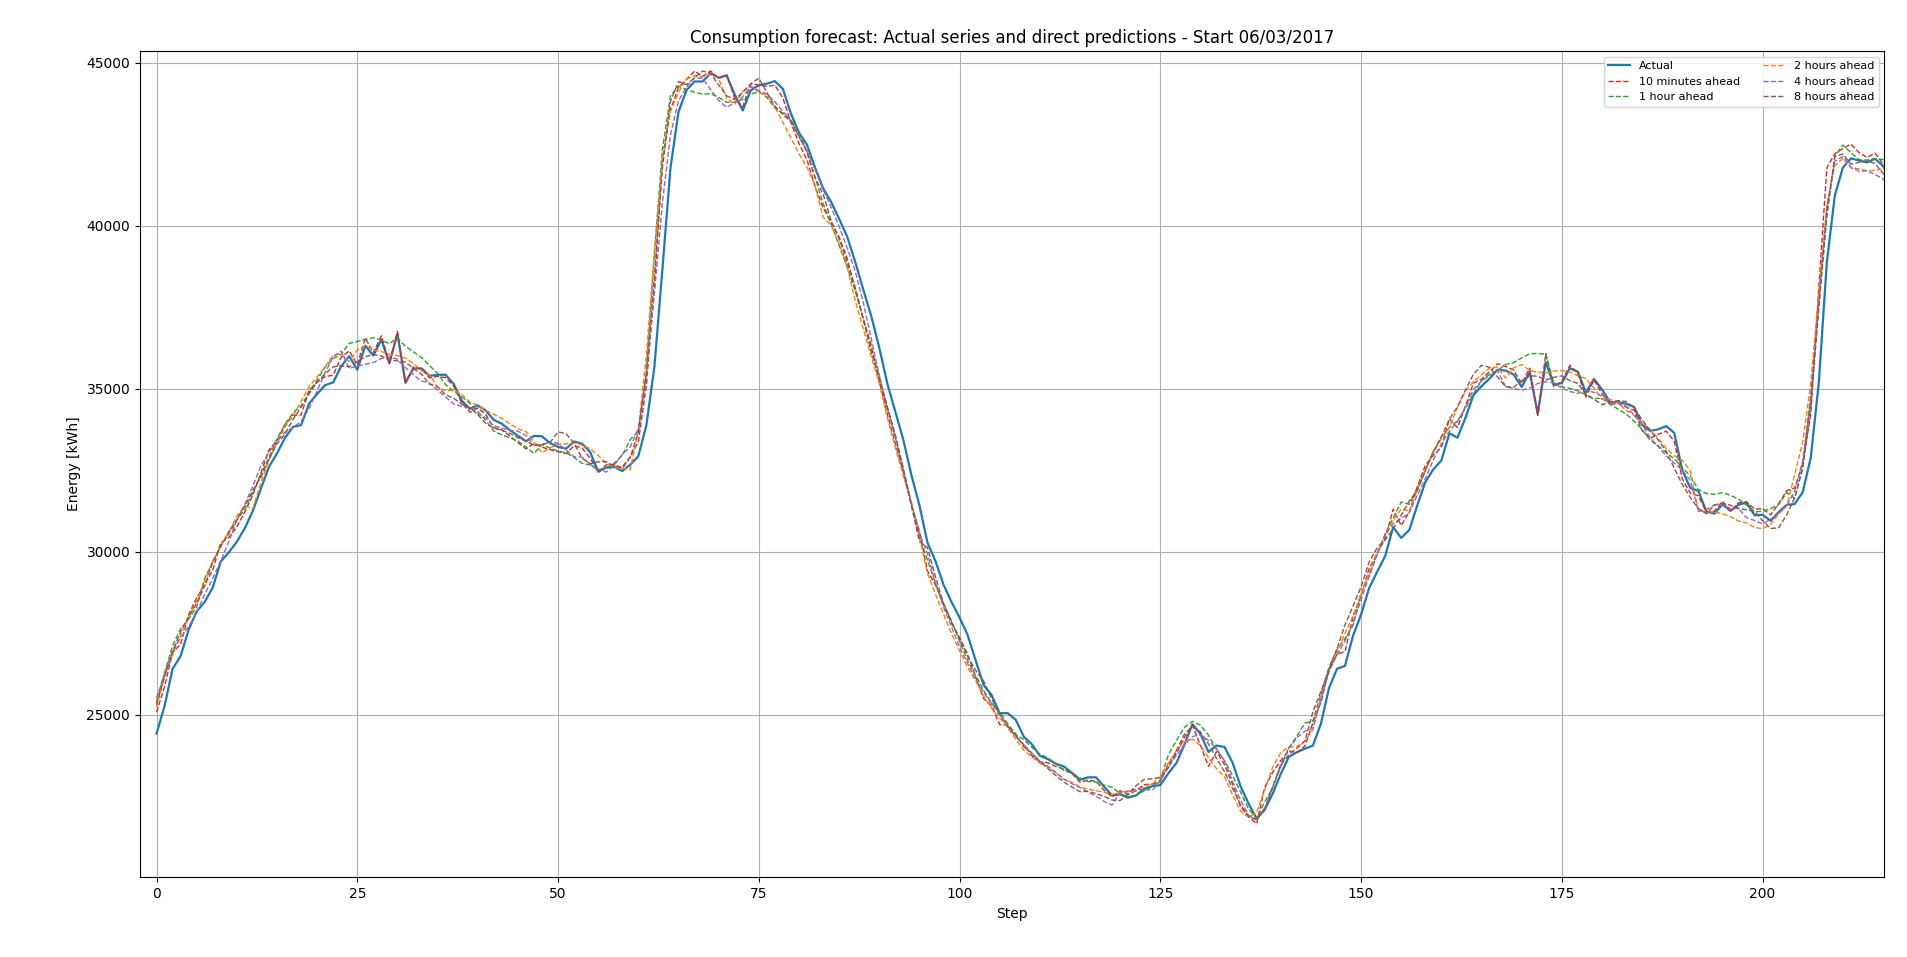 Consumption forecast: Actual series and direct predictions - Start 06/03/2017
45000
40000
35000
30000
25000
Energy [kWh]
Actual
10 minutes ahead
1 hour ahead
2 hours ahead
4 hours ahead
8 hours ahead
0 25 50 75 100 125 150 175 200
Step